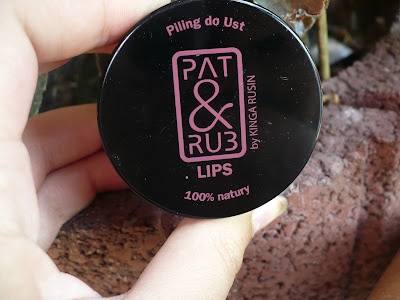 Piling do Ust
PAT
&
RUB
by KINGA RUSIN
LIPS
100% natury